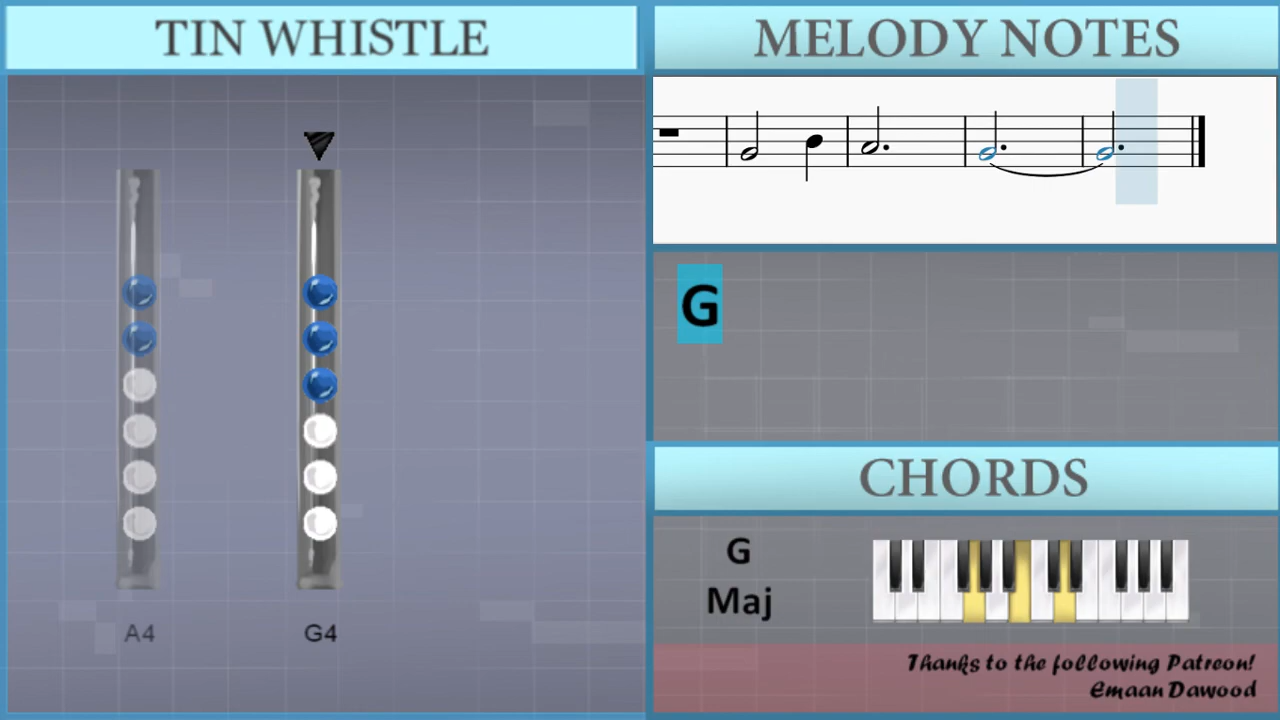 TIN WHISTLE
A4
G4
MELODY NOTES
G
CHORDS
G
Maj
Thanks to the following Patreon!
Emaan Dawood